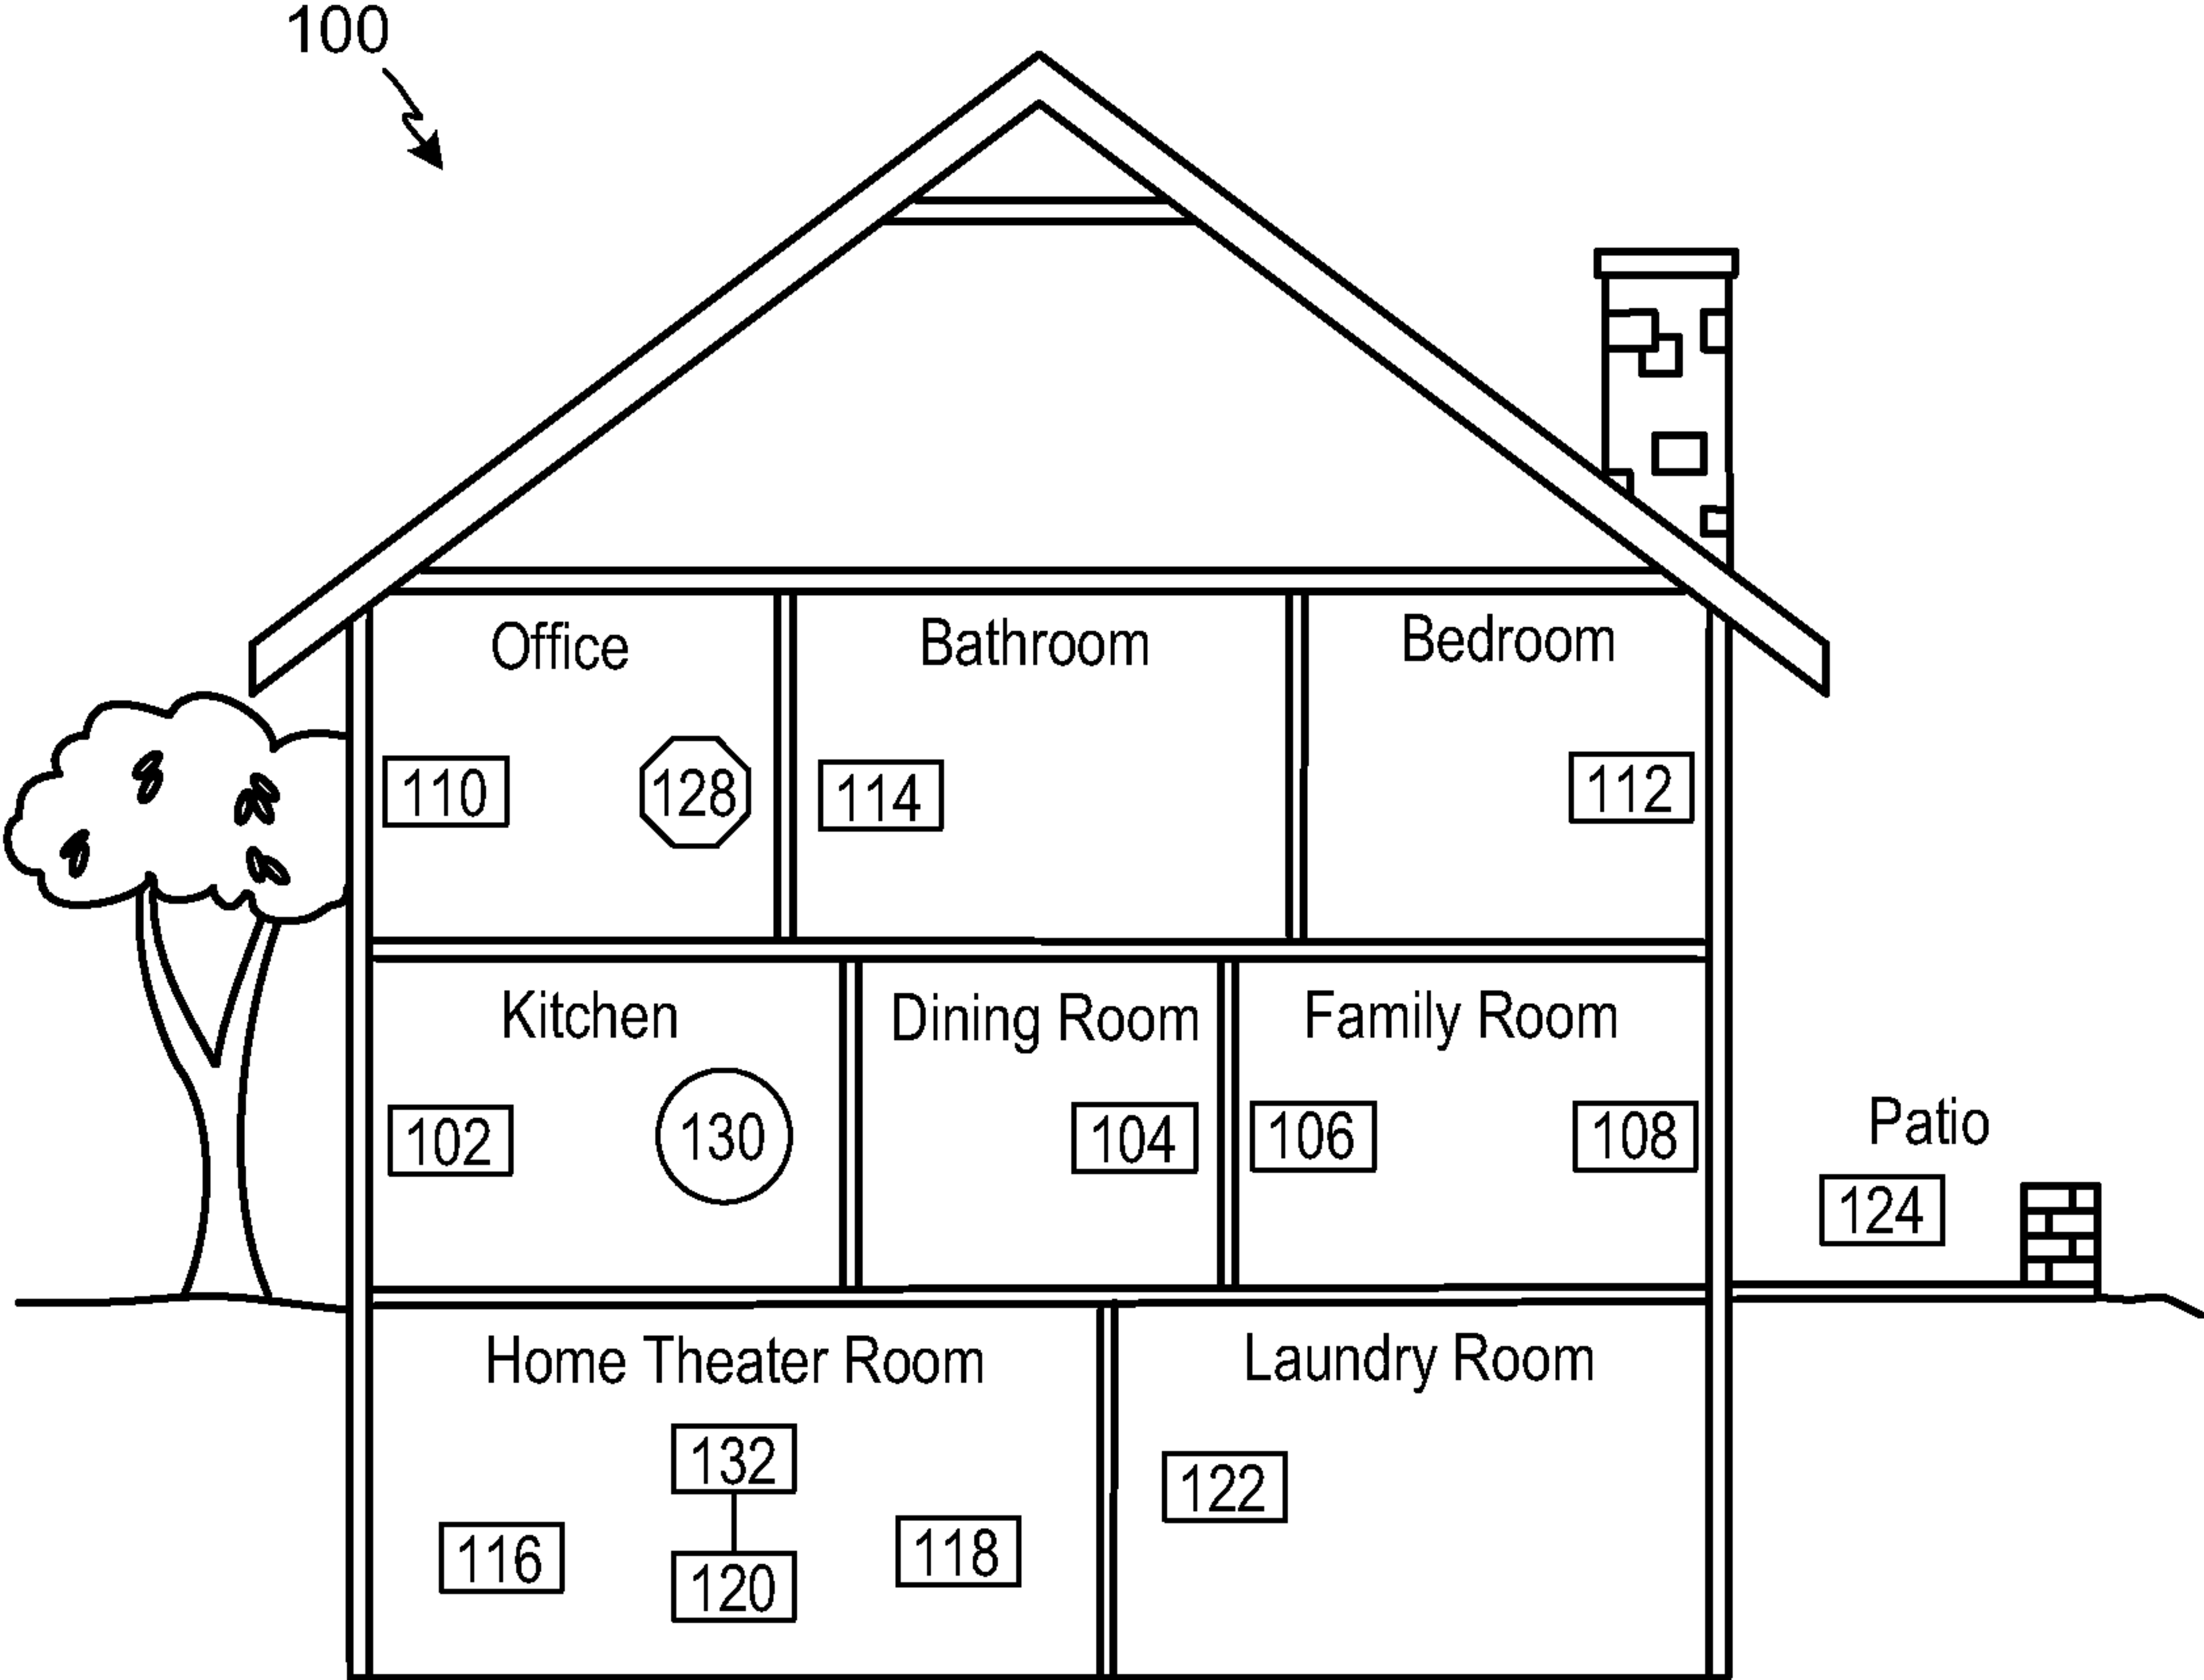 100
Office
Bathroom
Bedroom
110
128
114
112
Kitchen
Dining Room
Family Room
102
130
104
106
108
Patio
124
Home Theater Room
Laundry Room
132
122
116
118
120